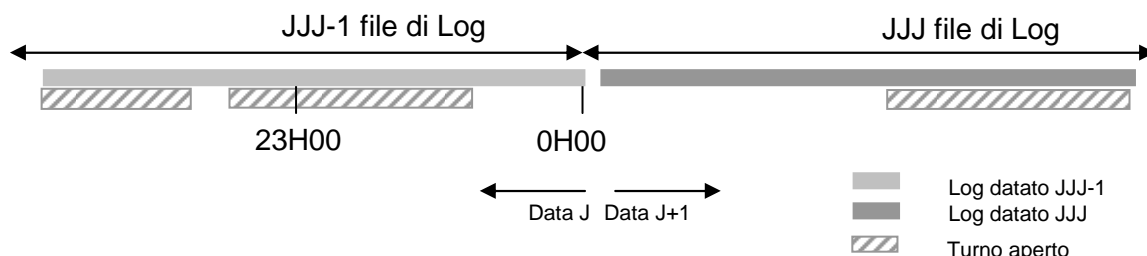 JJJ-1 file di Log
JJJ file di Log
23H00
0H00
Data J
Data J+1
Log datato JJJ-1
Log datato JJJ
Turno aperto